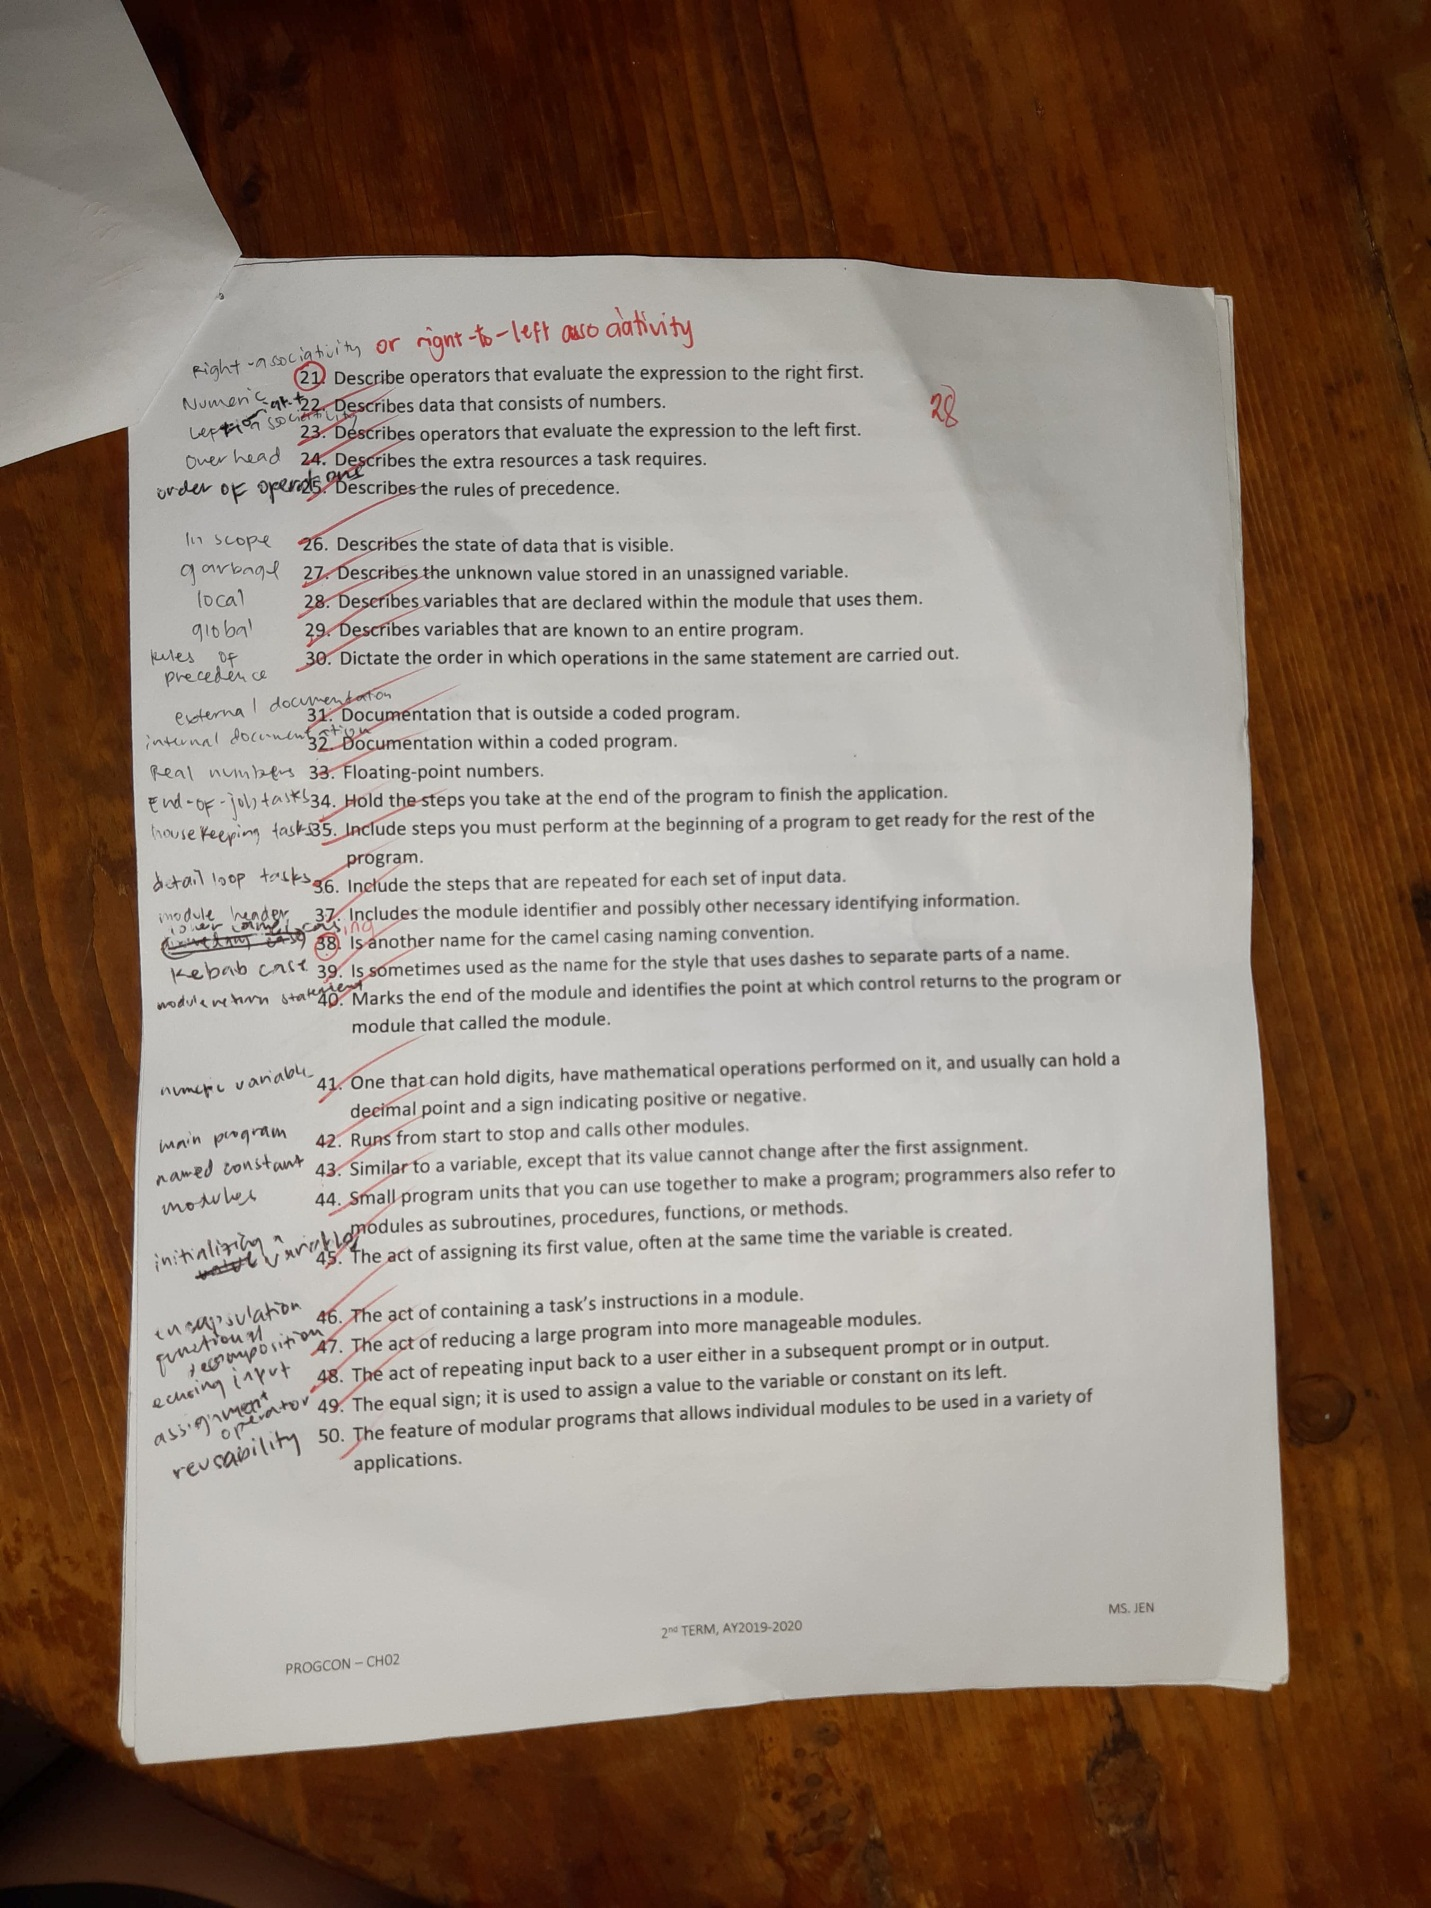 Right-associativity or right-to-left associativity
21. Describe operators that evaluate the expression to the right first.
Numeric 22. Describes data that consists of numbers.
23. Describes operators that evaluate the expression to the left first.
28
overhead 24. Describes the extra resources a task requires.
order of operations 25. Describes the rules of precedence.
In scope 26. Describes the state of data that is visible.
garbage 27. Describes the unknown value stored in an unassigned variable.
local 28. Describes variables that are declared within the module that uses them.
global 29. Describes variables that are known to an entire program.
Rules of precedence 30. Dictate the order in which operations in the same statement are carried out.
external documentation 31. Documentation that is outside a coded program.
internal documentation 32. Documentation within a coded program.
Real numbers 33. Floating-point numbers.
End-of-job tasks 34. Hold the steps you take at the end of the program to finish the application.
housekeeping tasks 35. Include steps you must perform at the beginning of a program to get ready for the rest of the
program.
detail loop tasks 36. Include the steps that are repeated for each set of input data.
module header 37. Includes the module identifier and possibly other necessary identifying information.
lower camel casing 38. Is another name for the camel casing naming convention.
Kebab case 39. Is sometimes used as the name for the style that uses dashes to separate parts of a name.
module return statement 40. Marks the end of the module and identifies the point at which control returns to the program or
module that called the module.
numeric variable 41. One that can hold digits, have mathematical operations performed on it, and usually can hold a
decimal point and a sign indicating positive or negative.
main program 42. Runs from start to stop and calls other modules.
named constant 43. Similar to a variable, except that its value cannot change after the first assignment.
modules 44. Small program units that you can use together to make a program; programmers also refer to
modules as subroutines, procedures, functions, or methods.
initializing a variable 45. The act of assigning its first value, often at the same time the variable is created.
encapsulation 46. The act of containing a task's instructions in a module.
functional decomposition 47. The act of reducing a large program into more manageable modules.
echoing input 48. The act of repeating input back to a user either in a subsequent prompt or in output.
assignment operator 49. The equal sign; it is used to assign a value to the variable or constant on its left.
reusability 50. The feature of modular programs that allows individual modules to be used in a variety of
applications.
MS. JEN
2nd TERM, AY2019-2020
PROGCON – CH02